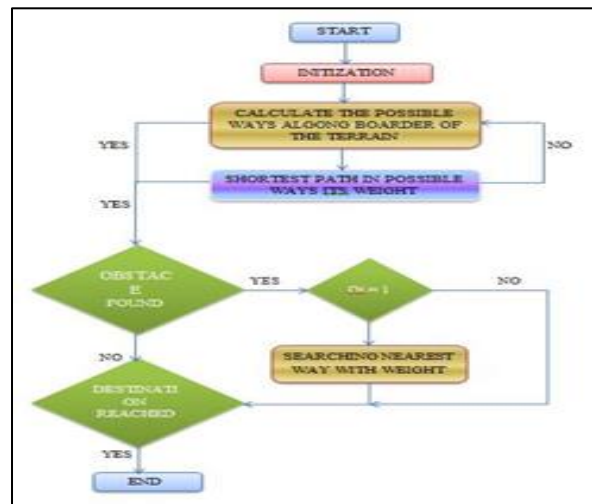 START
INITIZATION
CALCULATE THE POSSIBLE
WAYS ALGONG BOARDER OF
THE TERRAIN
YES
NO
SHORTEST PATH IN POSSIBLE
WAYS ITS WEIGHT
YES
OBSTAC
E
FOUND
YES
NO
NO
SEARCHING NEAREST
WAY WITH WEIGHT
DESTINATI
ON
REACHED
YES
END